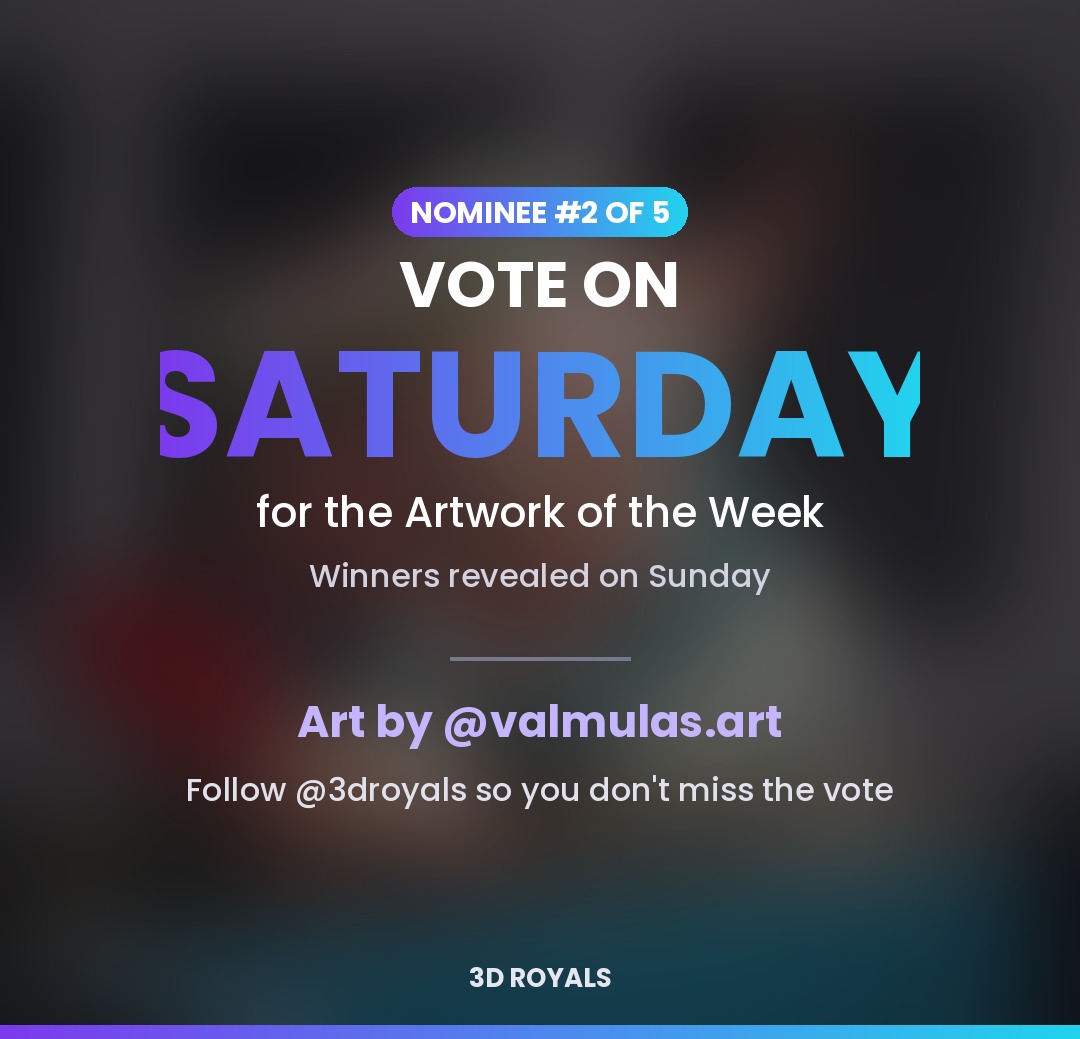 NOMINEE #2 OF 5
VOTE ON
SATURDAY
for the Artwork of the Week
Winners revealed on Sunday
Art by @valmulas.art
Follow @3droyals so you don't miss the vote
3D ROYALS